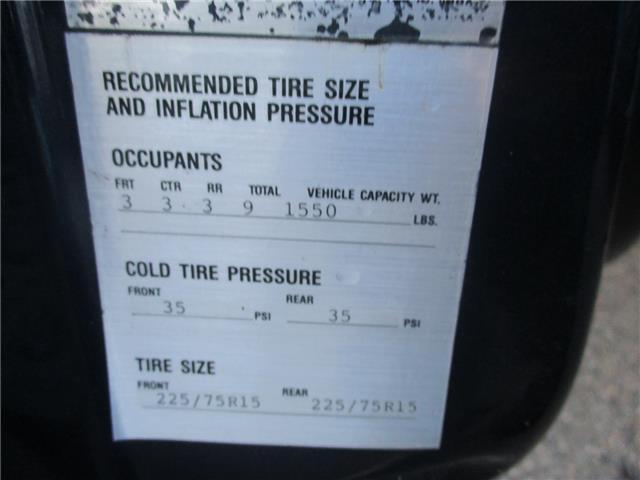 RECOMMENDED TIRE SIZE
AND INFLATION PRESSURE
OCCUPANTS
FRT CTR RR TOTAL VEHICLE CAPACITY WT.
3 3 3 9 1550 LBS.
COLD TIRE PRESSURE
FRONT REAR
35 PSI 35 PSI
TIRE SIZE
FRONT REAR
225/75R15 225/75R15